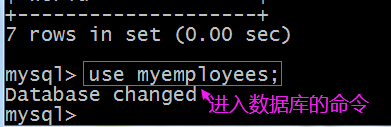 7 rows in set (0.00 sec)
mysql> use myemployees;
Database changed
进入数据库的命令
mysql>